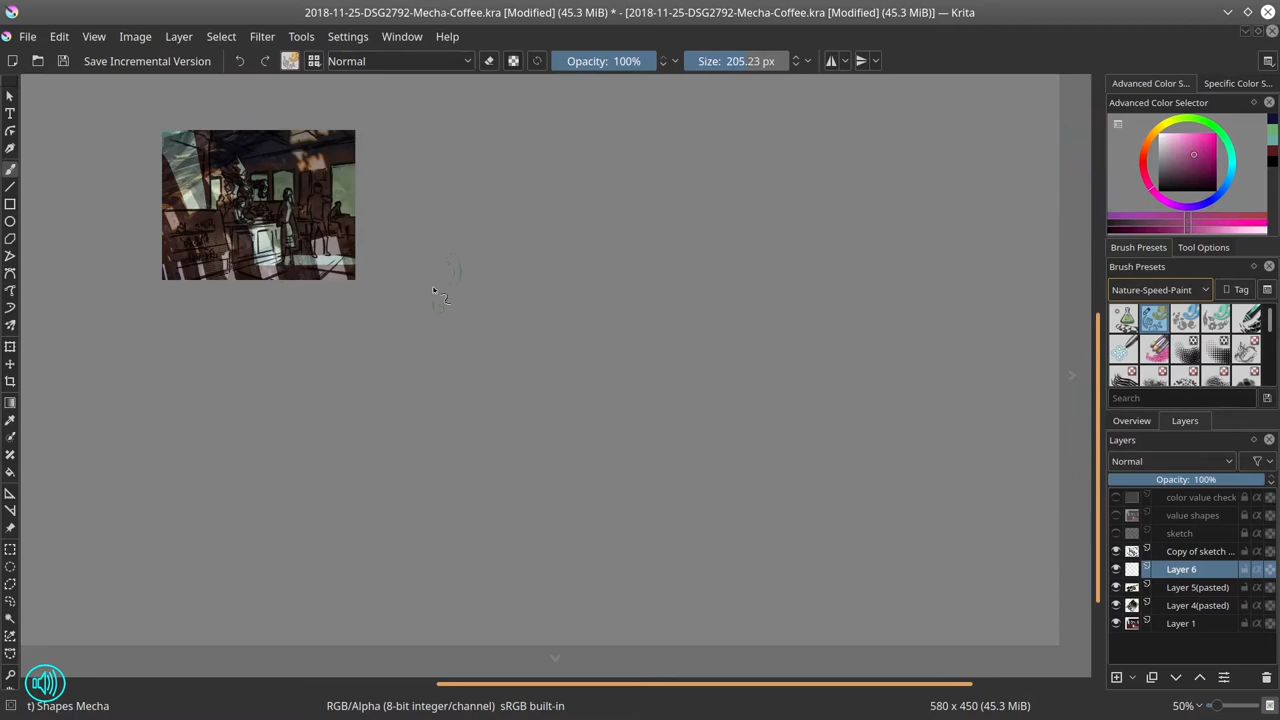 2018-11-25-DSG2792-Mecha-Coffee.kra [Modified] (45.3 MiB) * - [2018-11-25-DSG2792-Mecha-Coffee.kra [Modified] (45.3 MiB)] — Krita
File Edit View Image Layer Select Filter Tools Settings Window Help
Save Incremental Version Normal Opacity: 100% Size: 205.23 px
Advanced Color S... Specific Color S...
Advanced Color Selector
Brush Presets Tool Options
Brush Presets
Nature-Speed-Paint Tag
Search
Overview Layers
Layers
Normal
Opacity: 100%
color value check
value shapes
sketch
Copy of sketch ...
Layer 6
Layer 5(pasted)
Layer 4(pasted)
Layer 1
t) Shapes Mecha RGB/Alpha (8-bit integer/channel) sRGB built-in 580 x 450 (45.3 MiB) 50%